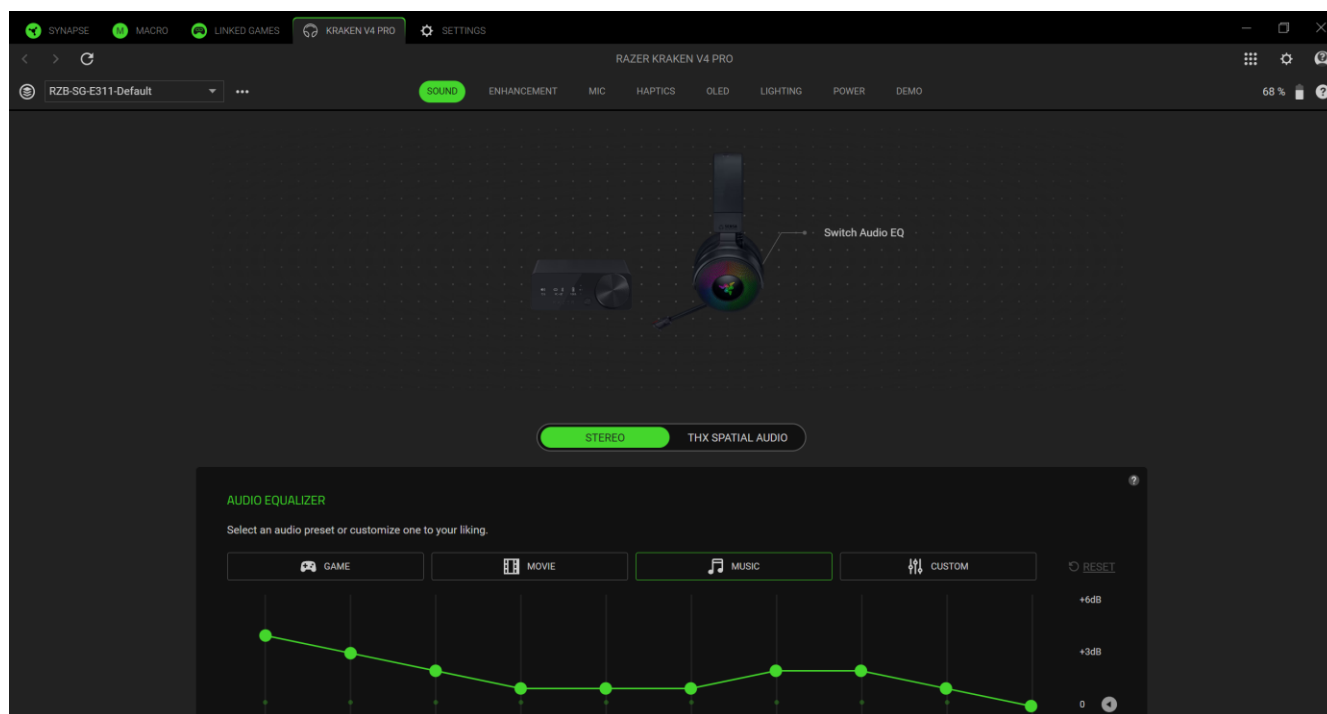 SYNAPSE MACRO LINKED GAMES KRAKEN V4 PRO SETTINGS
RAZER KRAKEN V4 PRO
RZB-SG-E311-Default SOUND ENHANCEMENT MIC HAPTICS OLED LIGHTING POWER DEMO 68 %
Switch Audio EQ
STEREO THX SPATIAL AUDIO
AUDIO EQUALIZER
Select an audio preset or customize one to your liking.
GAME MOVIE MUSIC CUSTOM RESET
+6dB
+3dB
0